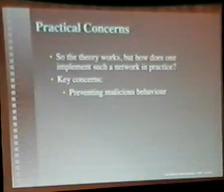 Practical Concerns
• So the theory works, but how does one
implement such a network in practice?
• Key concerns:
• Preventing malicious behaviour